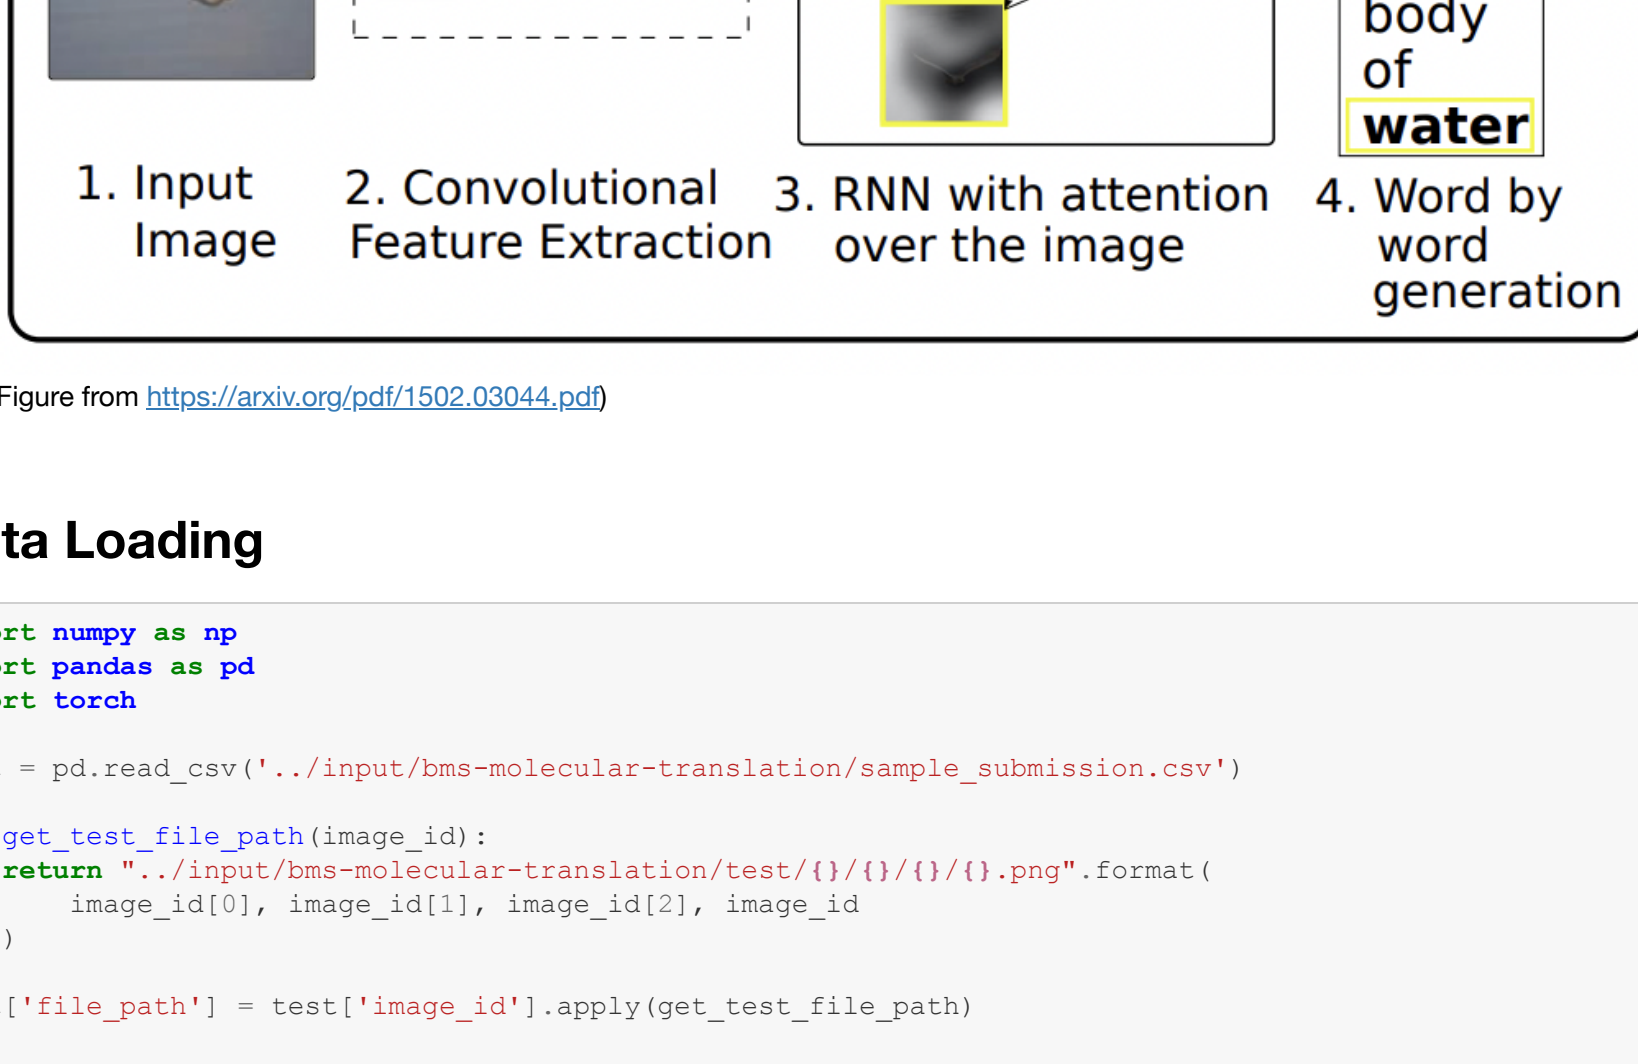 body
of
water
1. Input
Image
2. Convolutional
Feature Extraction
3. RNN with attention
over the image
4. Word by
word
generation
Figure from https://arxiv.org/pdf/1502.03044.pdf)
ta Loading
rt numpy as np
rt pandas as pd
rt torch
= pd.read_csv('../input/bms-molecular-translation/sample_submission.csv')
get_test_file_path(image_id):
return "../input/bms-molecular-translation/test/{}/{}/{}/{}.png".format(
image_id[0], image_id[1], image_id[2], image_id
)
['file_path'] = test['image_id'].apply(get_test_file_path)